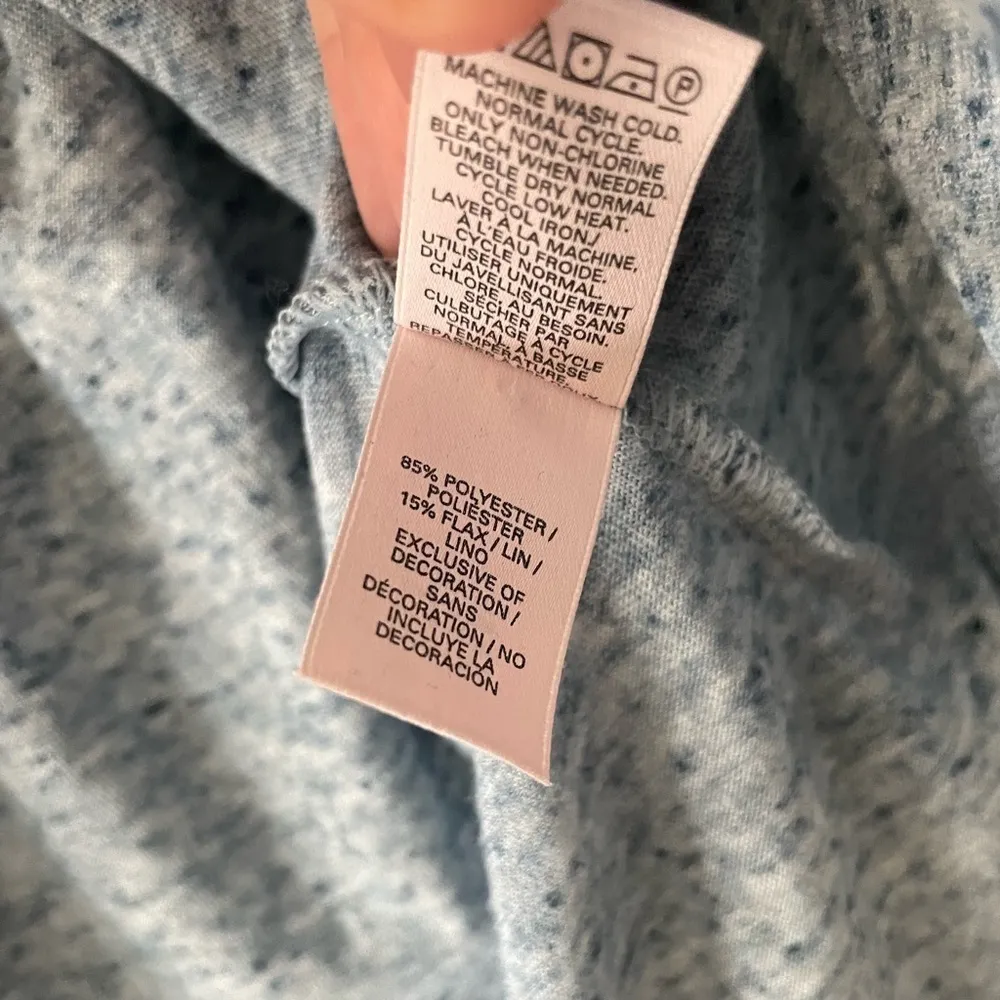 P
MACHINE WASH COLD.
NORMAL CYCLE.
ONLY NON-CHLORINE
BLEACH WHEN NEEDED.
TUMBLE DRY NORMAL
CYCLE LOW HEAT.
COOL IRON/
LAVER À LA MACHINE,
À L'EAU FROIDE.
CYCLE NORMAL.
UTILISER UNIQUEMENT
DU JAVELLISANT SANS
CHLORE, AU BESOIN.
SÉCHER PAR
CULBUTAGE À CYCLE
NORMAL, À BASSE
TEMPÉRATURE.
85% POLYESTER /
POLIÉSTER
15% FLAX / LIN /
LINO
EXCLUSIVE OF
DECORATION /
SANS
DÉCORATION / NO
INCLUYE LA
DECORACIÓN